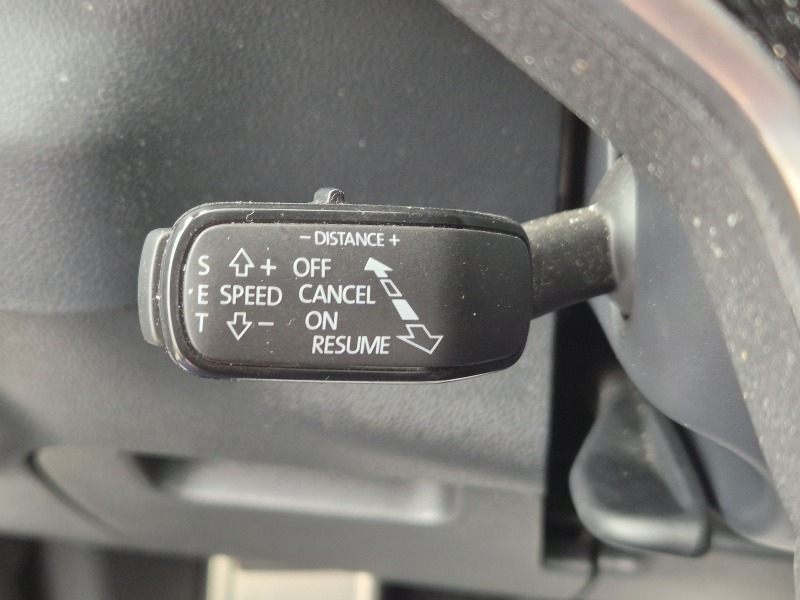 − DISTANCE +
S + OFF
E SPEED CANCEL
T − ON
RESUME